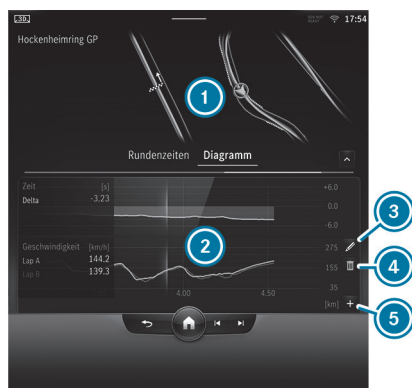 3D
17:54
Hockenheimring GP
1
Rundenzeiten Diagramm
Zeit [s]
Delta -3,23
+6.0
0.0
-6.0
3
2
Geschwindigkeit [km/h]
Lap A 144.2
Lap B 139.3
275
155
35
4
4.00 4.50 [km]
5